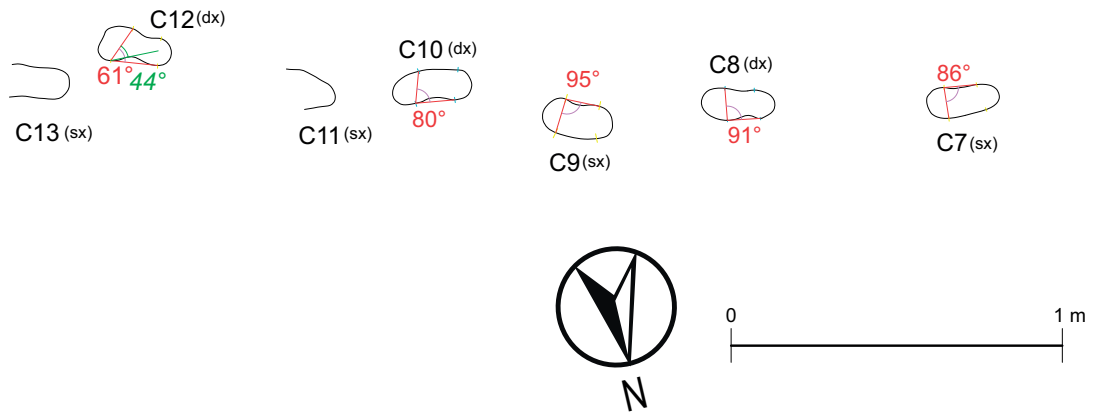 C12 (dx)
61° 44°
C13 (sx)
C11 (sx)
C10 (dx)
80°
95°
C9 (sx)
C8 (dx)
91°
86°
C7 (sx)
N
0 1 m